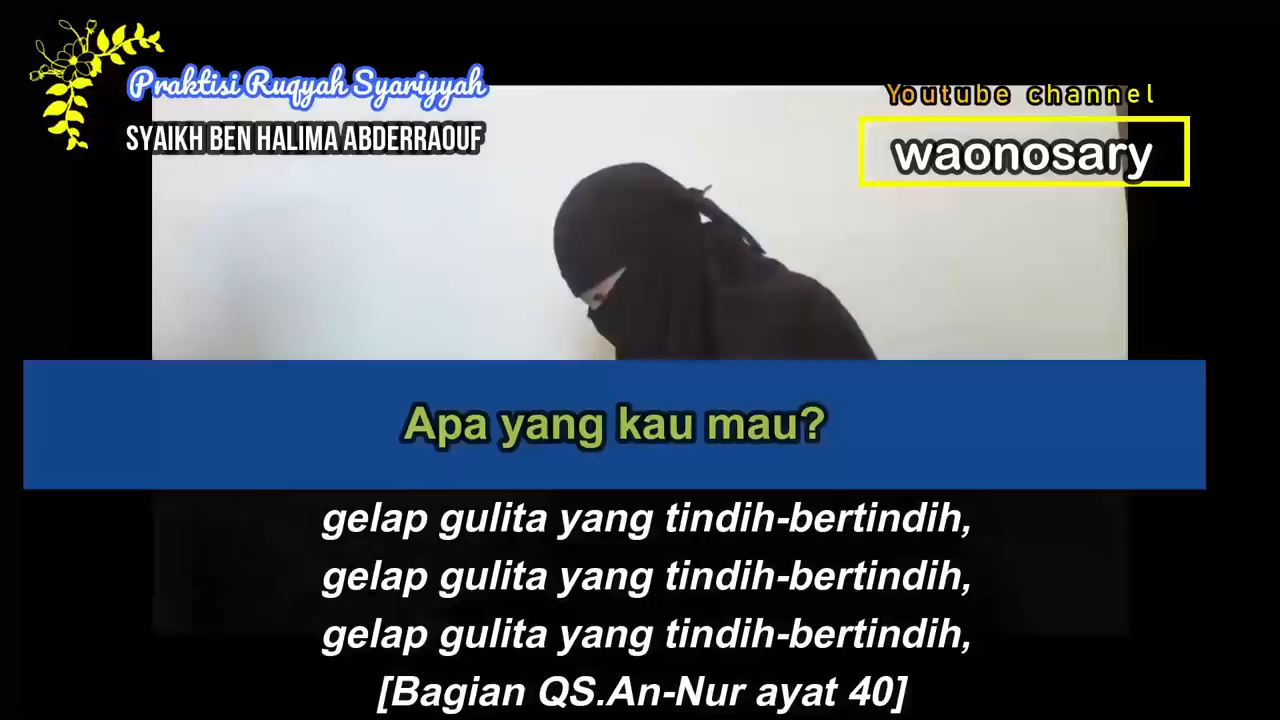 Praktisi Ruqyah Syariyyah
SYAIKH BEN HALIMA ABDERRAOUF
Youtube channel
waonosary
Apa yang kau mau?
gelap gulita yang tindih-bertindih,
gelap gulita yang tindih-bertindih,
gelap gulita yang tindih-bertindih,
[Bagian QS.An-Nur ayat 40]